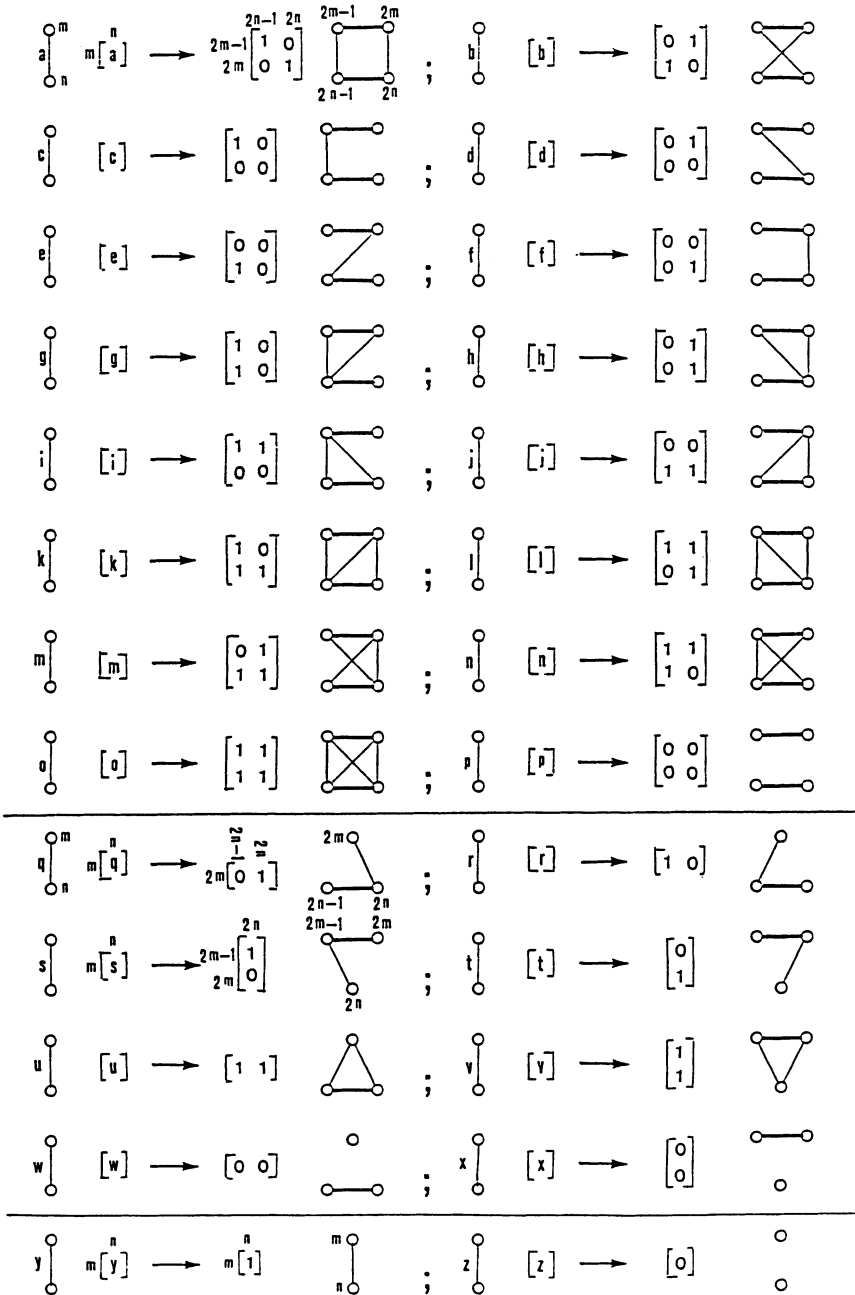 2n-1 2n 2m-1 2m
a m n m[a] n → 2m-1 2m [1 0 0 1] 2n-1 2n ; b [b] → [0 1 1 0]
c [c] → [1 0 0 0] ; d [d] → [0 1 0 0]
e [e] → [0 0 1 0] ; f [f] → [0 0 0 1]
g [g] → [1 0 1 0] ; h [h] → [0 1 0 1]
i [i] → [1 1 0 0] ; j [j] → [0 0 1 1]
k [k] → [1 0 1 1] ; l [l] → [1 1 0 1]
m [m] → [0 1 1 1] ; n [n] → [1 1 1 0]
o [o] → [1 1 1 1] ; p [p] → [0 0 0 0]
q m n m[q] n → 2n-1 2n 2m [0 1] 2m 2n-1 2n ; r [r] → [1 0]
s m[s] n → 2n 2m-1 2m [1 0] 2m-1 2m 2n ; t [t] → [0 1]
u [u] → [1 1] ; v [v] → [1 1]
w [w] → [0 0] ; x [x] → [0 0]
y m[y] n → m[1] n m n ; z [z] → [0]